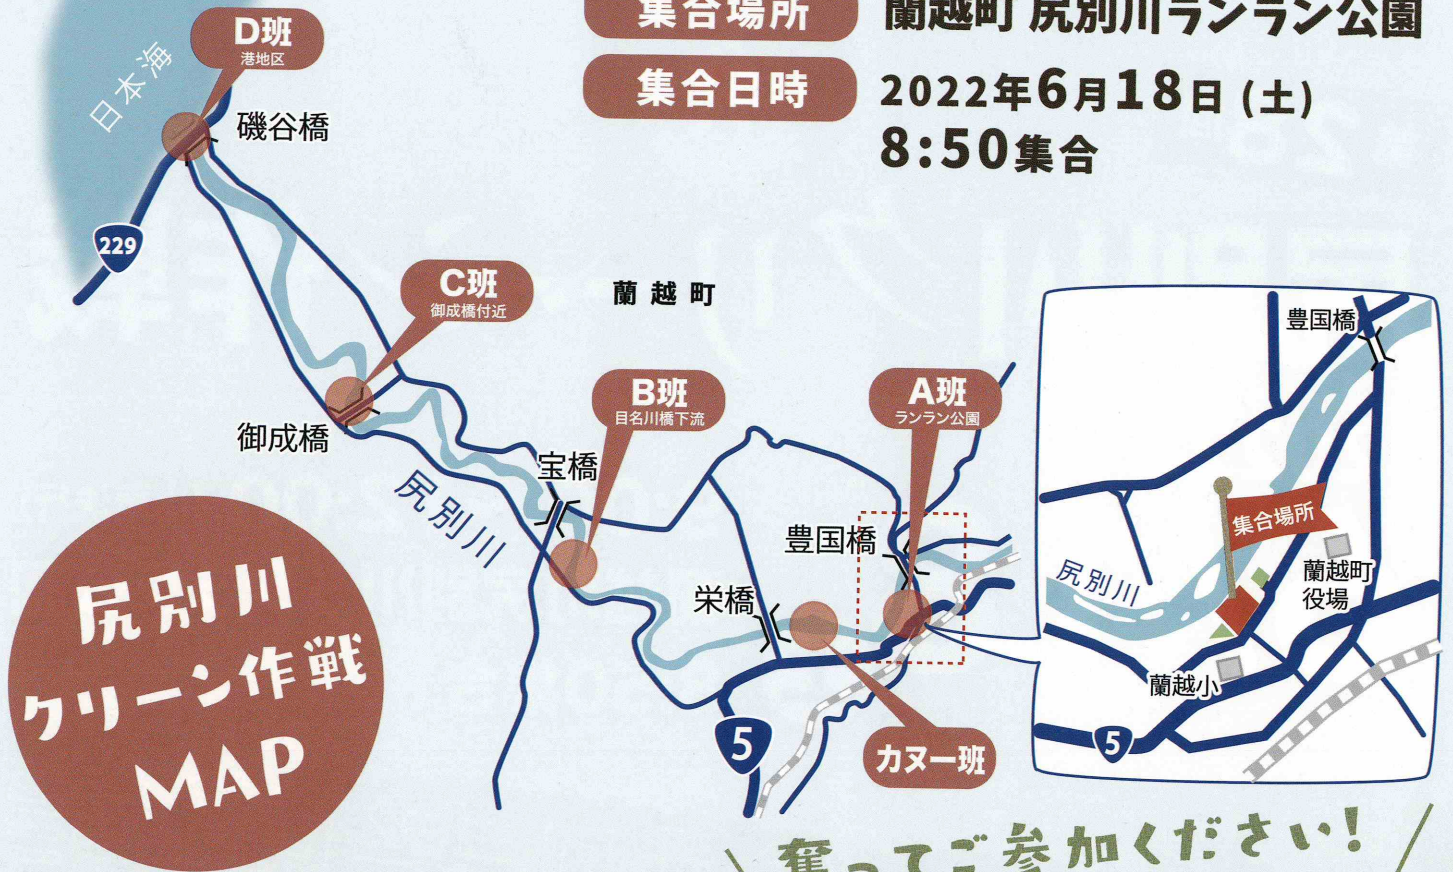 集合場所
蘭越町 尻別川ランラン公園
集合日時
2022年6月18日(土)
8:50集合
D班
港地区
日本海
磯谷橋
229
C班
御成橋付近
蘭越町
御成橋
B班
目名川橋下流
A班
ランラン公園
宝橋
尻別川
豊国橋
栄橋
5
カヌー班
豊国橋
集合場所
尻別川
蘭越町
役場
蘭越小
5
尻別川
クリーン作戦
MAP
奮ってご参加ください!